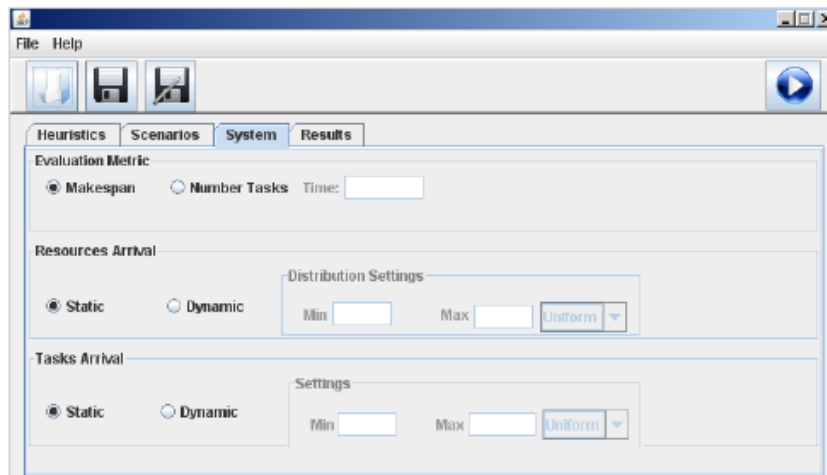 File Help
Heuristics Scenarios System Results
Evaluation Metric
Makespan Number Tasks Time:
Resources Arrival
Distribution Settings
Static Dynamic
Min Max Uniform
Tasks Arrival
Settings
Static Dynamic
Min Max Uniform